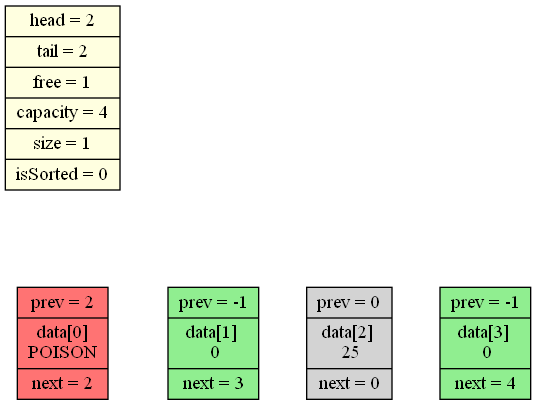 head = 2
tail = 2
free = 1
capacity = 4
size = 1
isSorted = 0
prev = 2
data[0]
POISON
next = 2
prev = -1
data[1]
0
next = 3
prev = 0
data[2]
25
next = 0
prev = -1
data[3]
0
next = 4